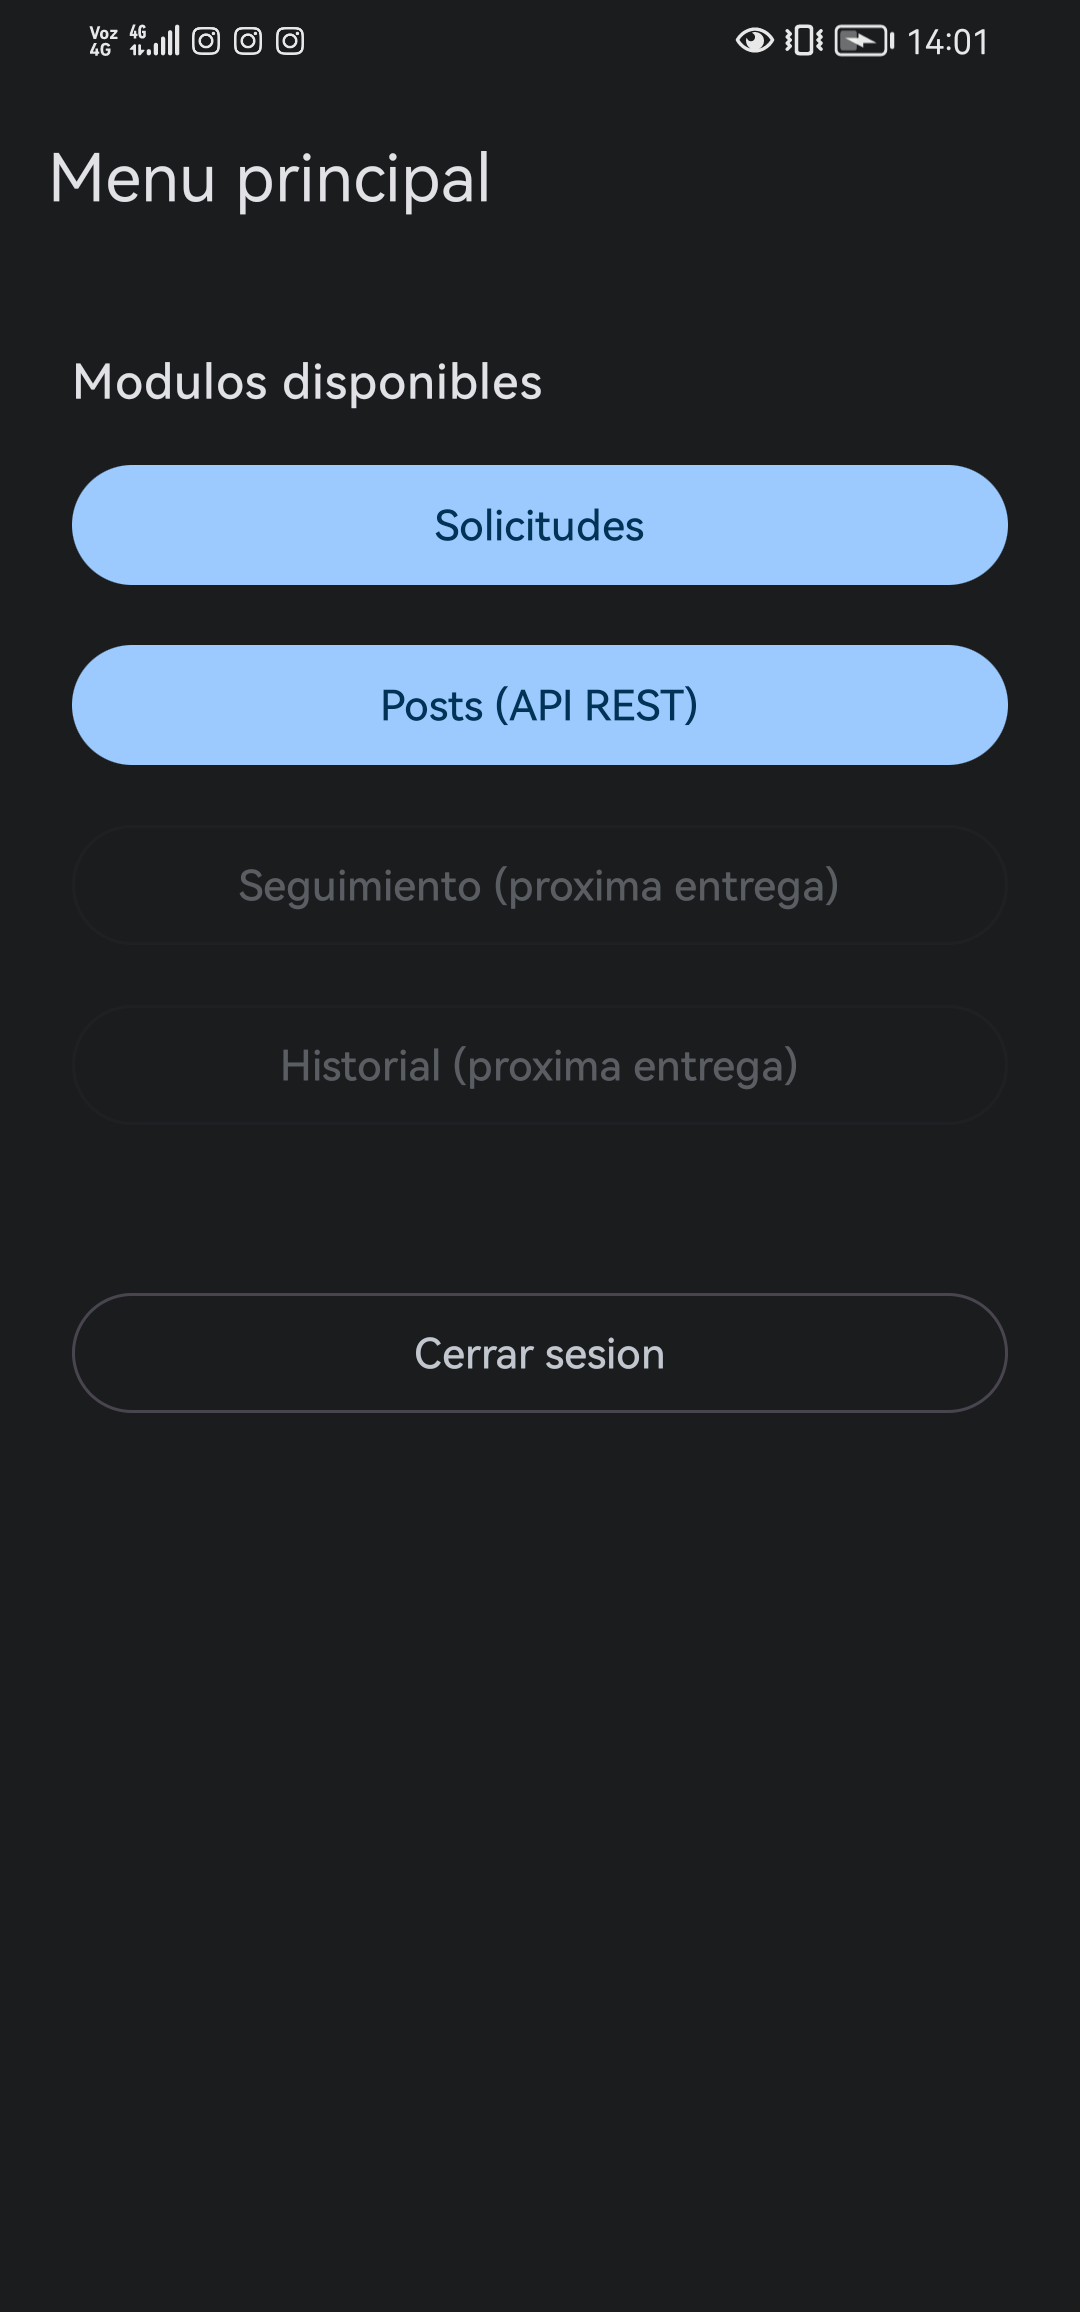 Voz 4G 4G 14:01
Menu principal
Modulos disponibles
Solicitudes
Posts (API REST)
Seguimiento (proxima entrega)
Historial (proxima entrega)
Cerrar sesion